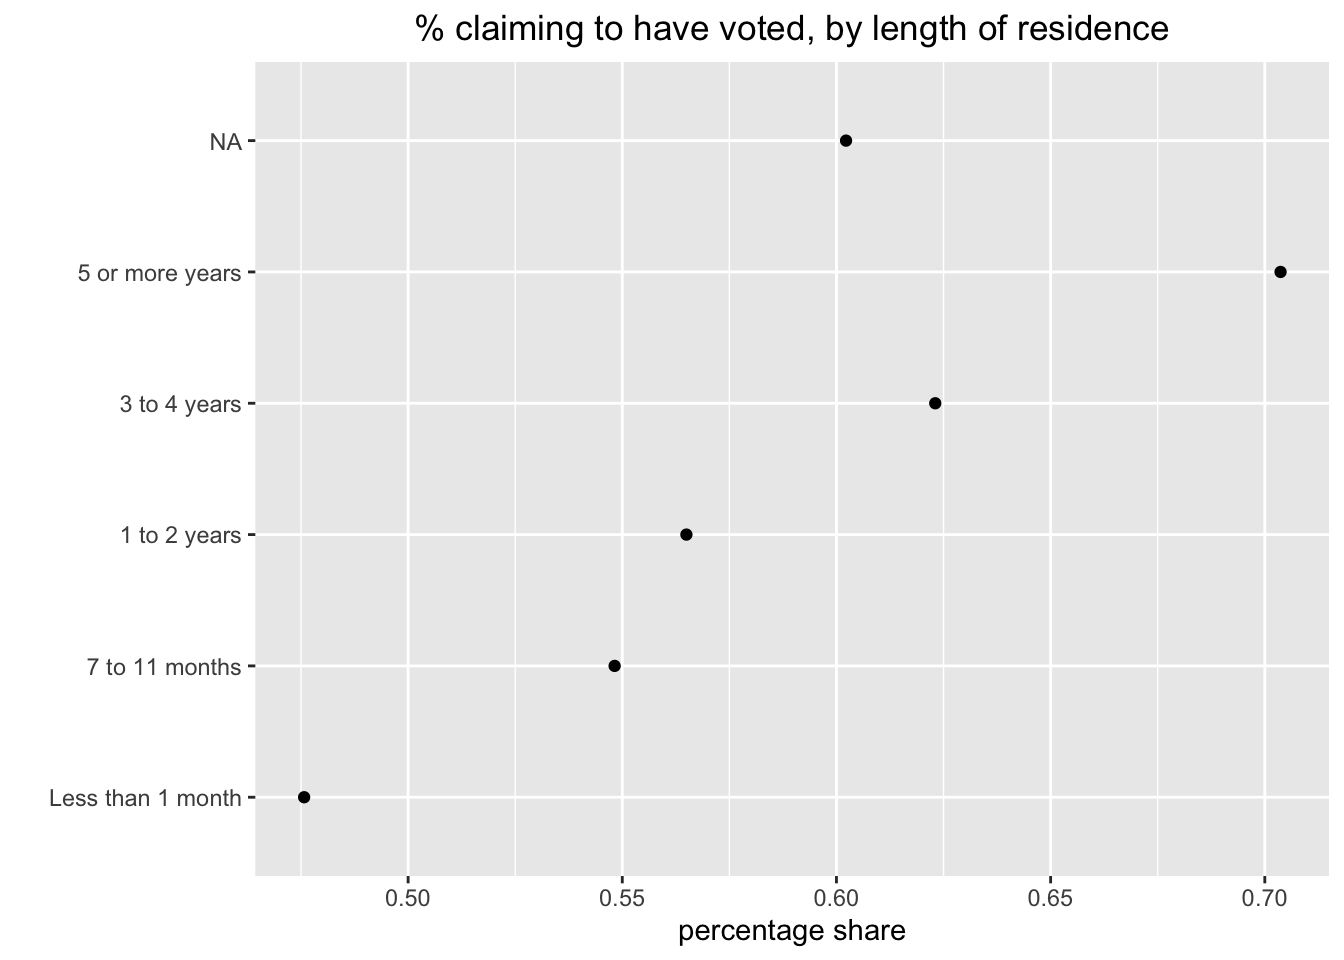 % claiming to have voted, by length of residence
NA
5 or more years
3 to 4 years
1 to 2 years
7 to 11 months
Less than 1 month
0.50 0.55 0.60 0.65 0.70
percentage share